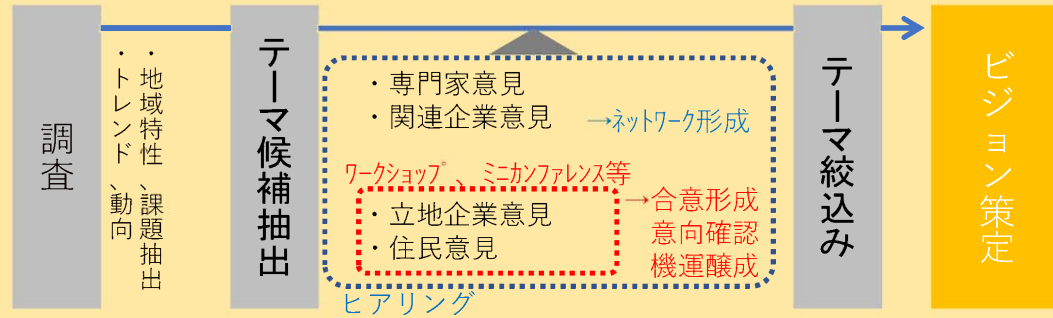 調査
・地域特性、課題抽出
・トレンド、動向
テーマ候補抽出
・専門家意見
・関連企業意見
→ネットワーク形成
ワークショップ、ミニカンファレンス等
・立地企業意見
・住民意見
→合意形成
意向確認
機運醸成
ヒアリング
テーマ絞込み
ビジョン策定